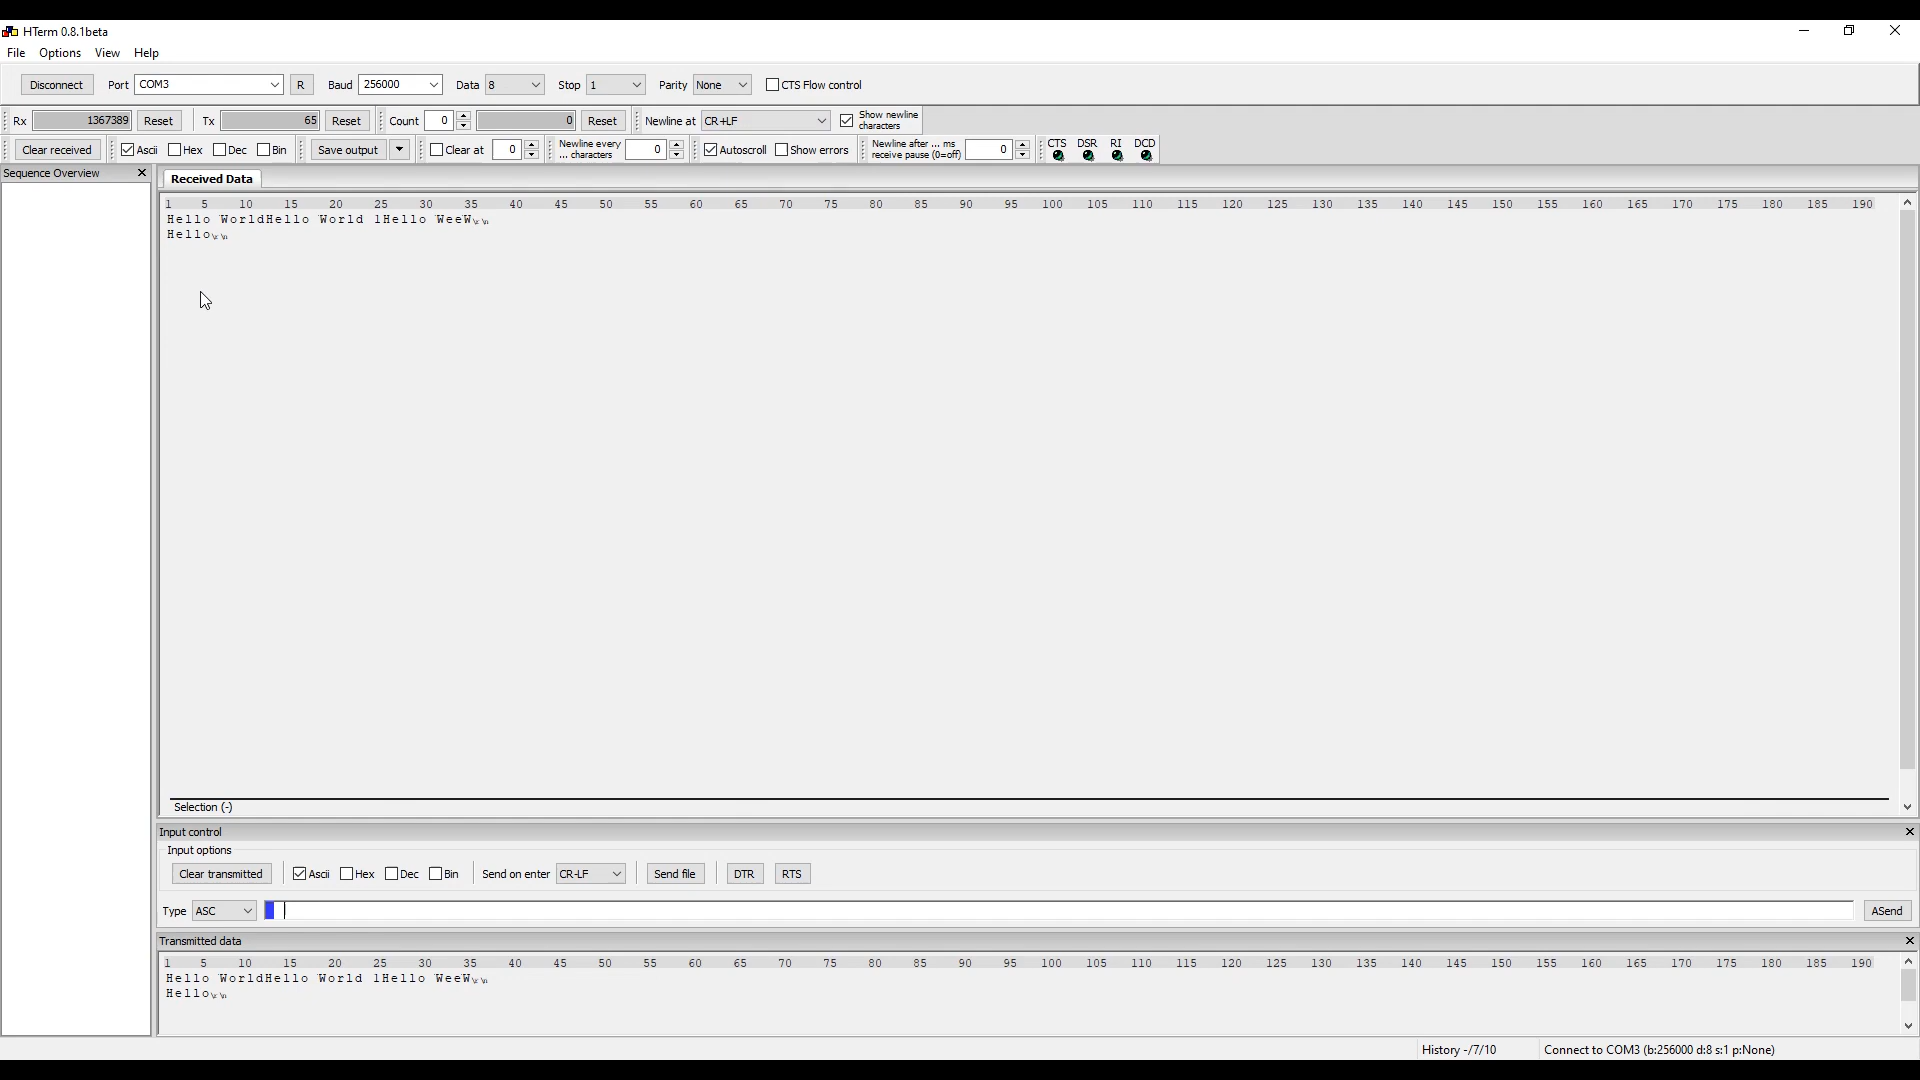 HTerm 0.8.1beta
File Options View Help
Disconnect Port COM3 R Baud 256000 Data 8 Stop 1 Parity None CTS Flow control
Rx 1367389 Reset Tx 65 Reset Count 0 0 Reset Newline at CR+LF Show newline characters
Clear received Ascii Hex Dec Bin Save output Clear at 0 Newline every ... characters 0 Autoscroll Show errors Newline after ... ms receive pause (0=off) 0 CTS DSR RI DCD
Sequence Overview Received Data
1 5 10 15 20 25 30 35 40 45 50 55 60 65 70 75 80 85 90 95 100 105 110 115 120 125 130 135 140 145 150 155 160 165 170 175 180 185 190
Hello WorldHello World 1Hello WeeW\r\n
Hello\r\n
Selection (-)
Input control
Input options
Clear transmitted Ascii Hex Dec Bin Send on enter CR-LF Send file DTR RTS
Type ASC ASend
Transmitted data
1 5 10 15 20 25 30 35 40 45 50 55 60 65 70 75 80 85 90 95 100 105 110 115 120 125 130 135 140 145 150 155 160 165 170 175 180 185 190
Hello WorldHello World 1Hello WeeW\r\n
Hello\r\n
History -/7/10 Connect to COM3 (b:256000 d:8 s:1 p:None)